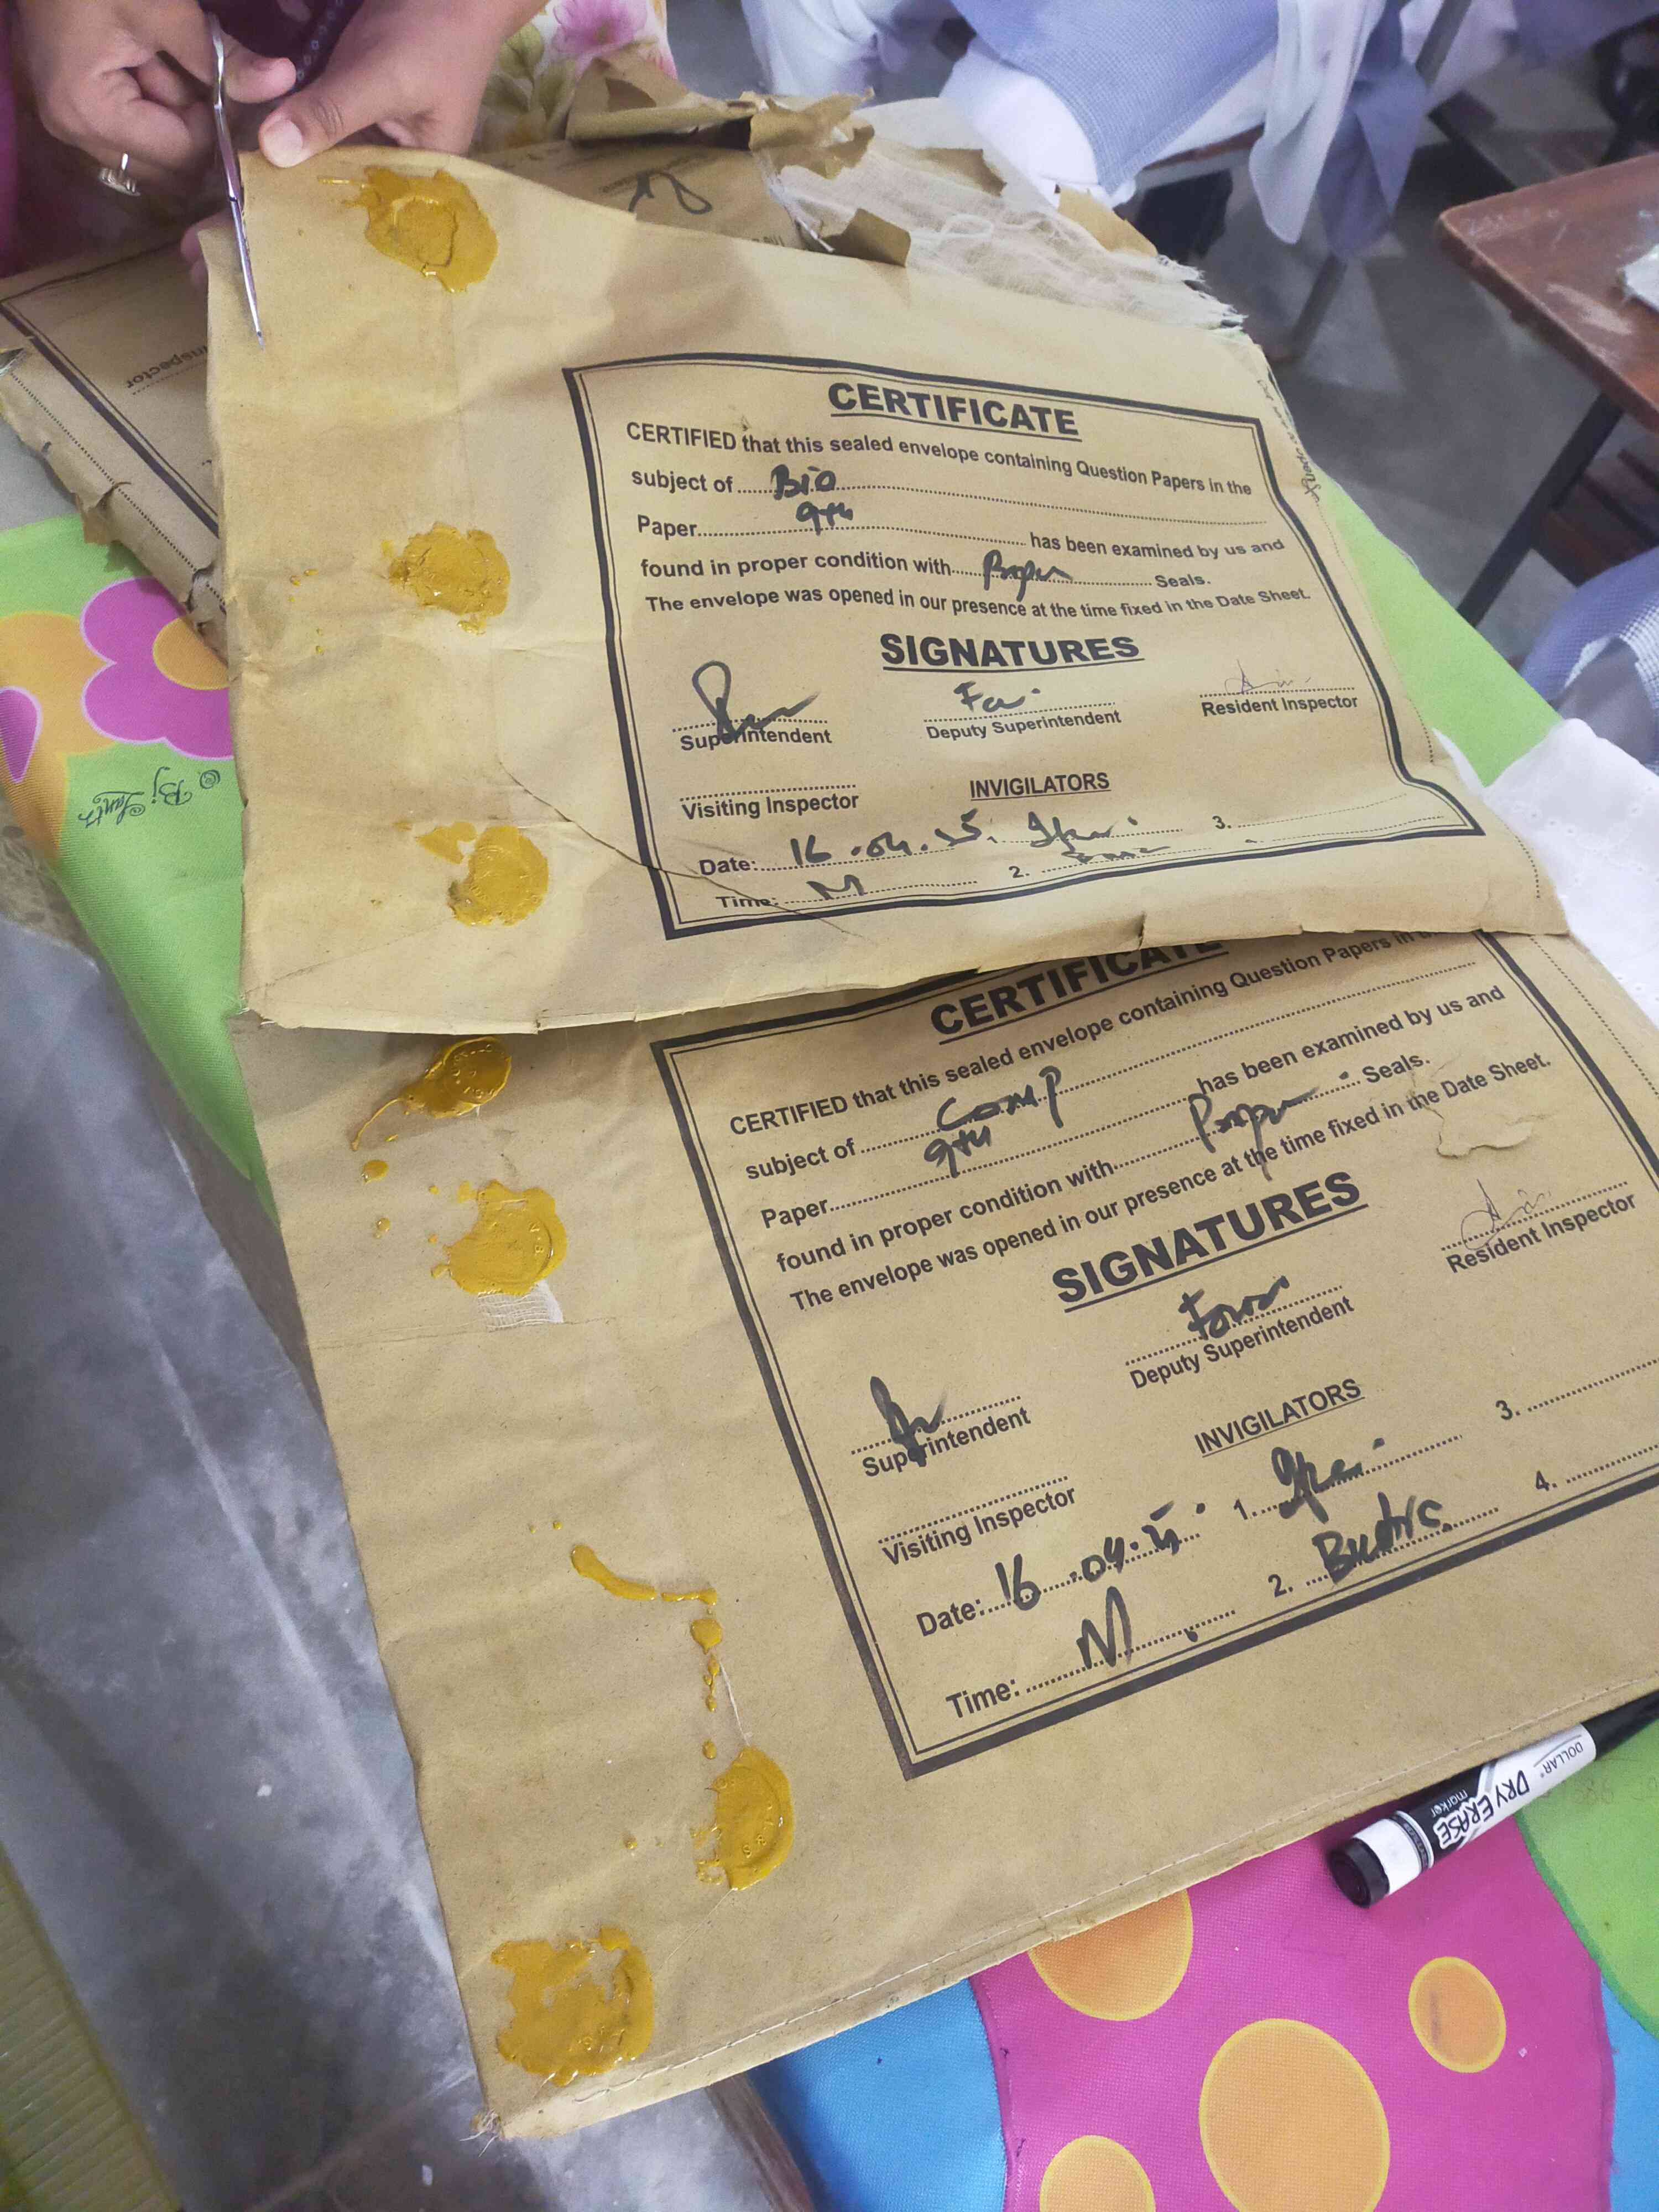 CERTIFICATE
CERTIFIED that this sealed envelope containing Question Papers in the
subject of Bio
Paper 9th has been examined by us and
found in proper condition with Proper Seals.
The envelope was opened in our presence at the time fixed in the Date Sheet.
SIGNATURES
Superintendent
Deputy Superintendent
Resident Inspector
Visiting Inspector
INVIGILATORS
Date: 16.04.25. 3.
Time: M 2.
CERTIFICATE
CERTIFIED that this sealed envelope containing Question Papers in
subject of Comp
Paper 9th has been examined by us and
found in proper condition with Proper Seals.
The envelope was opened in our presence at the time fixed in the Date Sheet.
SIGNATURES
Superintendent
Deputy Superintendent
Resident Inspector
Visiting Inspector
INVIGILATORS
1. 3.
Date: 16.04.25.
2. 4.
Time: M.
Inspector
© Bj Lantz
DOLLAR
DRY ERASE
marker